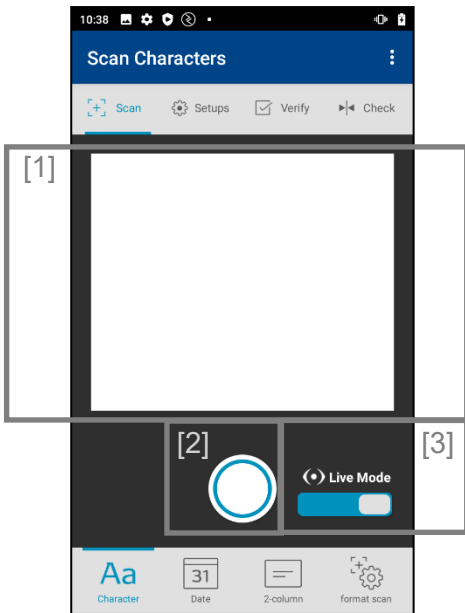 10:38
Scan Characters
Scan Setups Verify Check
[1]
[2] [3]
Live Mode
Aa 31
Character Date 2-column format scan